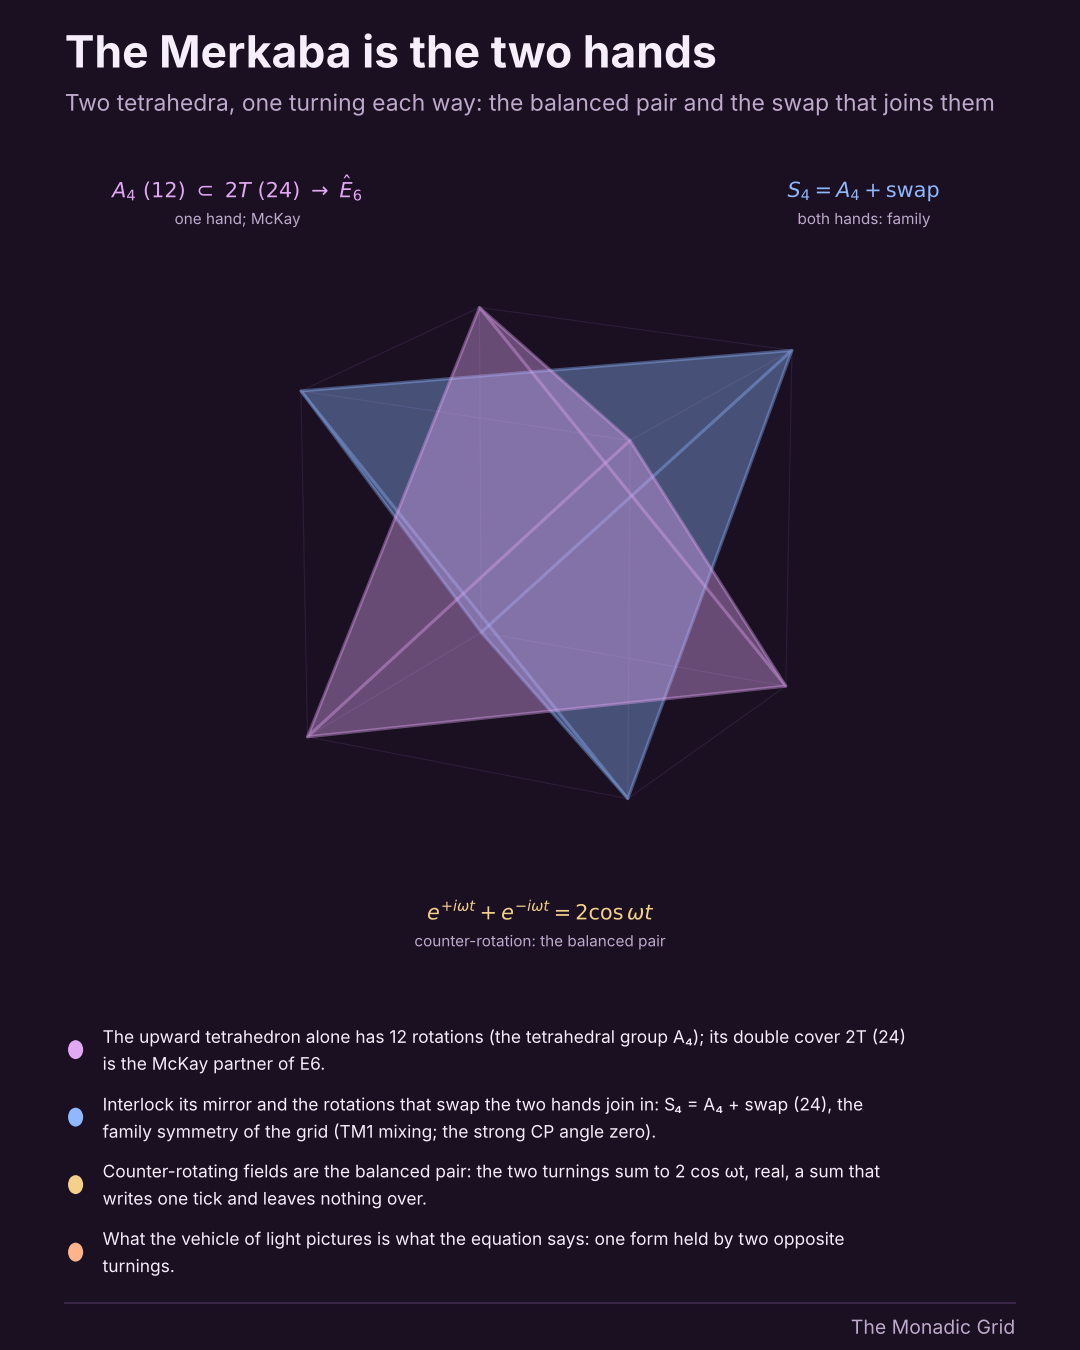 The Merkaba is the two hands
Two tetrahedra, one turning each way: the balanced pair and the swap that joins them
A₄ (12) ⊂ 2T (24) → Ê₆
one hand; McKay
S₄ = A₄ + swap
both hands: family
e⁺ⁱωᵗ + e⁻ⁱωᵗ = 2cos ωt
counter-rotation: the balanced pair
The upward tetrahedron alone has 12 rotations (the tetrahedral group A₄); its double cover 2T (24)
is the McKay partner of E6.
Interlock its mirror and the rotations that swap the two hands join in: S₄ = A₄ + swap (24), the
family symmetry of the grid (TM1 mixing; the strong CP angle zero).
Counter-rotating fields are the balanced pair: the two turnings sum to 2 cos ωt, real, a sum that
writes one tick and leaves nothing over.
What the vehicle of light pictures is what the equation says: one form held by two opposite
turnings.
The Monadic Grid